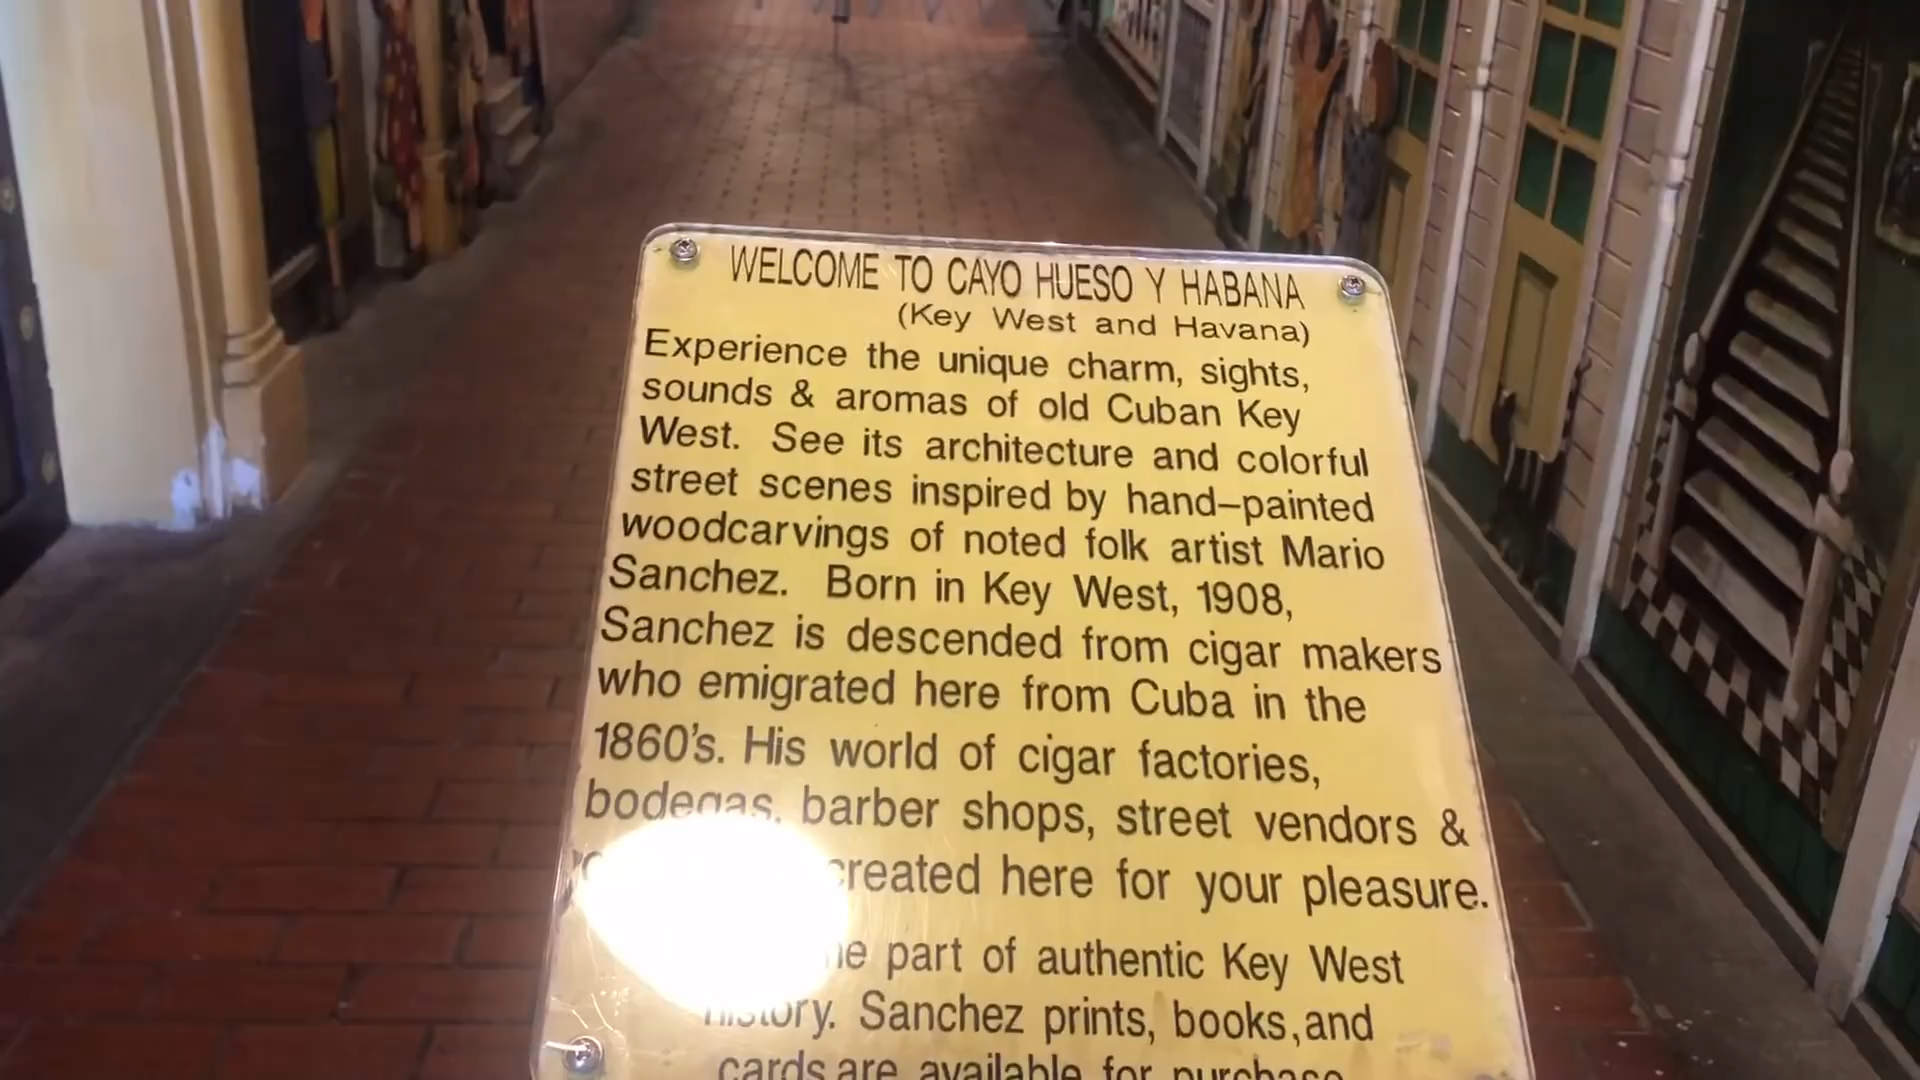 WELCOME TO CAYO HUESO Y HABANA
(Key West and Havana)
Experience the unique charm, sights,
sounds & aromas of old Cuban Key
West. See its architecture and colorful
street scenes inspired by hand-painted
woodcarvings of noted folk artist Mario
Sanchez. Born in Key West, 1908,
Sanchez is descended from cigar makers
who emigrated here from Cuba in the
1860's. His world of cigar factories,
bodegas, barber shops, street vendors &
here for your pleasure.
part of authentic Key West
history. Sanchez prints, books, and
cards are available for purchase